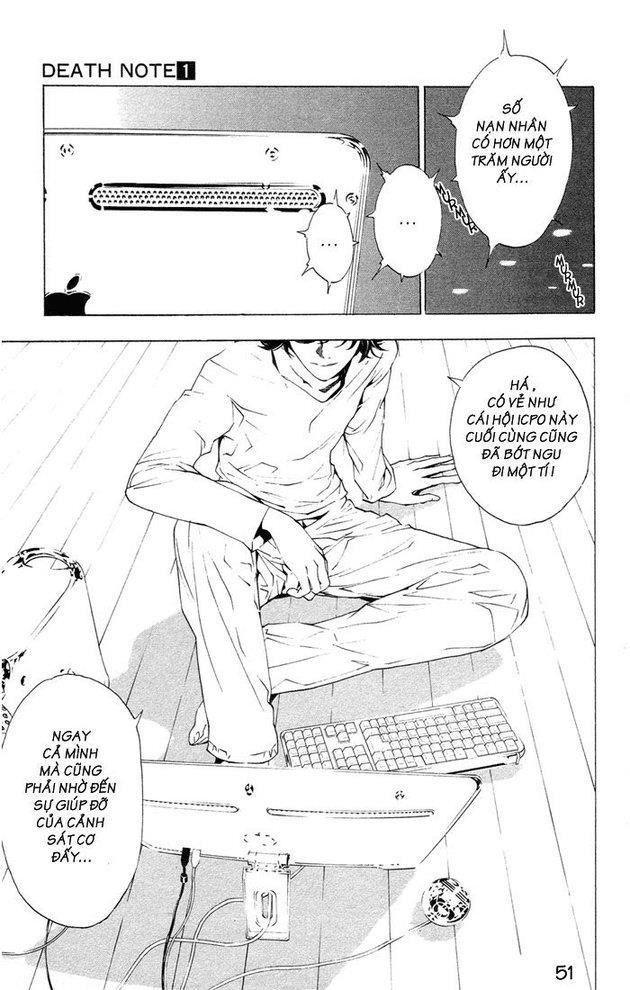 DEATH NOTE 1
SỐ
NẠN NHÂN
CÓ HƠN MỘT
TRĂM NGƯỜI
ẤY...
MURMUR
MURMUR
...
...
HÁ,
CÓ VẺ NHƯ
CÁI HỘI ICPO NÀY
CUỐI CÙNG CŨNG
ĐÃ BỚT NGU
ĐI MỘT TÍ!
NGAY
CẢ MÌNH
MÀ CŨNG
PHẢI NHỜ ĐẾN
SỰ GIÚP ĐỠ
CỦA CẢNH
SÁT CƠ
ĐẤY...
51